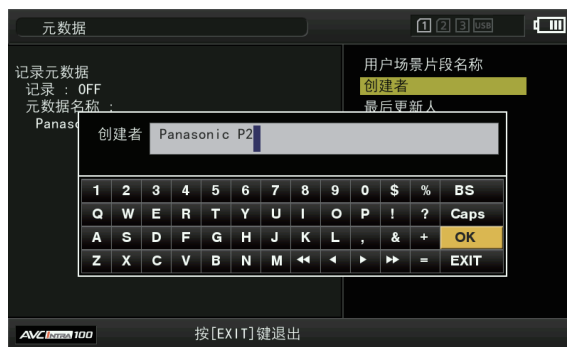 元数据
1 2 3 USB
记录元数据
记录 : OFF
元数据名称 :
Panaso
用户场景片段名称
创建者
最后更新人
创建者 Panasonic P2
1 2 3 4 5 6 7 8 9 0 $ % BS
Q W E R T Y U I O P ! ? Caps
A S D F G H J K L , & + OK
Z X C V B N M ◀◀ ◀ ▶ ▶▶ = EXIT
AVC INTRA 100
按[EXIT]键退出